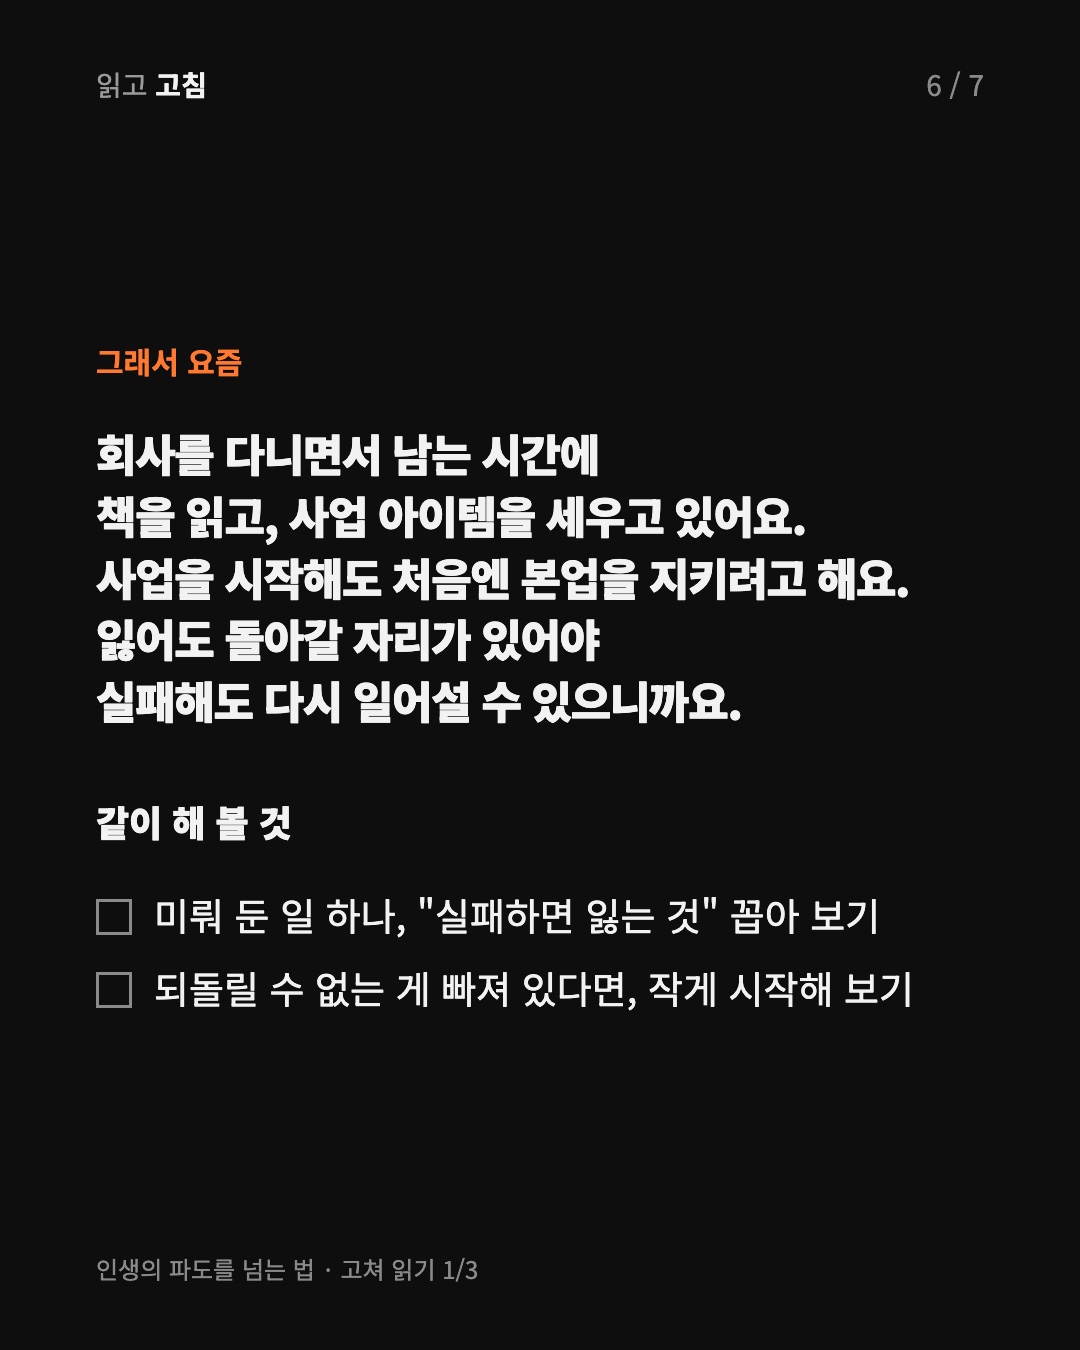 읽고 고침
6 / 7
그래서 요즘
회사를 다니면서 남는 시간에
책을 읽고, 사업 아이템을 세우고 있어요.
사업을 시작해도 처음엔 본업을 지키려고 해요.
잃어도 돌아갈 자리가 있어야
실패해도 다시 일어설 수 있으니까요.
같이 해 볼 것
미뤄 둔 일 하나, "실패하면 잃는 것" 꼽아 보기
되돌릴 수 없는 게 빠져 있다면, 작게 시작해 보기
인생의 파도를 넘는 법 · 고쳐 읽기 1/3